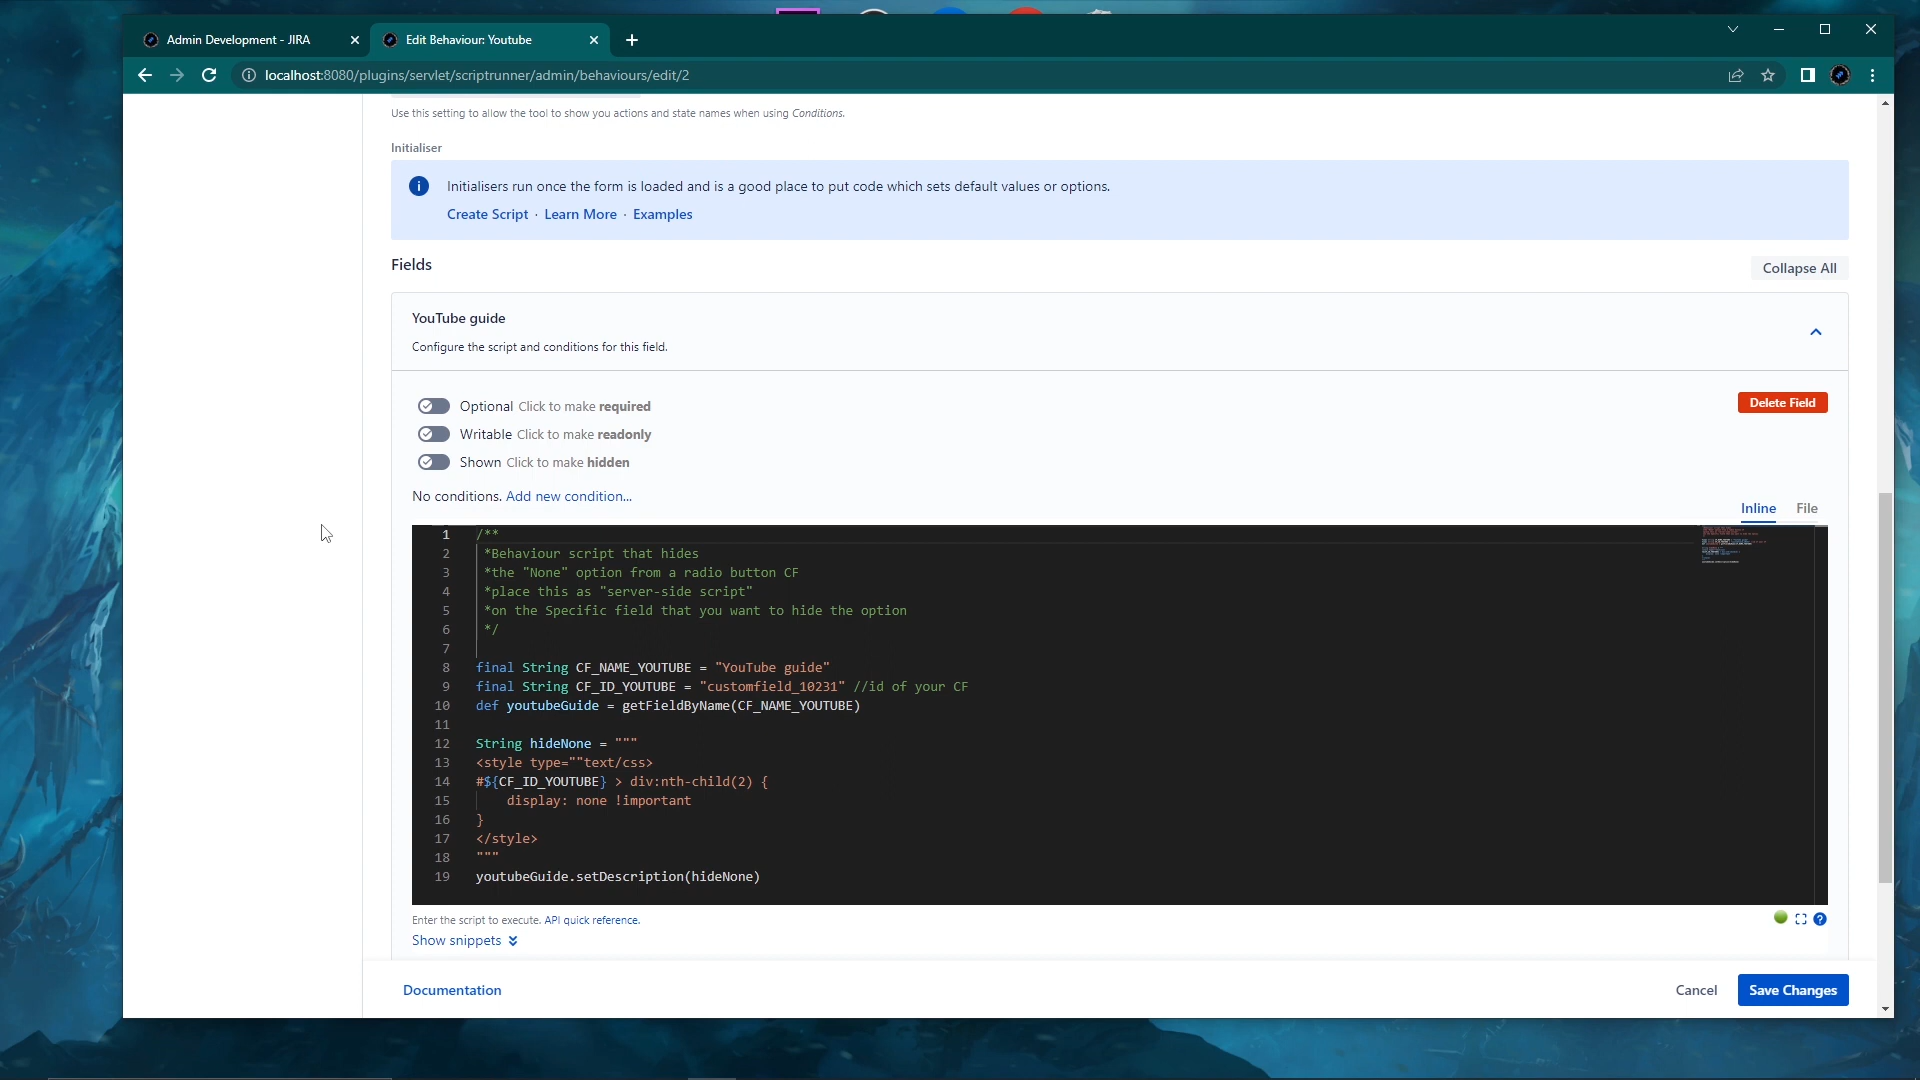 Admin Development - JIRA
Edit Behaviour: Youtube
localhost:8080/plugins/servlet/scriptrunner/admin/behaviours/edit/2
Use this setting to allow the tool to show you actions and state names when using Conditions.
Initialiser
Initialisers run once the form is loaded and is a good place to put code which sets default values or options.
Create Script · Learn More · Examples
Fields
Collapse All
YouTube guide
Configure the script and conditions for this field.
Optional Click to make required
Delete Field
Writable Click to make readonly
Shown Click to make hidden
No conditions. Add new condition...
Inline File
1 /**
2 *Behaviour script that hides
3 *the "None" option from a radio button CF
4 *place this as "server-side script"
5 *on the Specific field that you want to hide the option
6 */
7
8 final String CF_NAME_YOUTUBE = "YouTube guide"
9 final String CF_ID_YOUTUBE = "customfield_10231" //id of your CF
10 def youtubeGuide = getFieldByName(CF_NAME_YOUTUBE)
11
12 String hideNone = """
13 <style type=""text/css>
14 #${CF_ID_YOUTUBE} > div:nth-child(2) {
15 display: none !important
16 }
17 </style>
18 """
19 youtubeGuide.setDescription(hideNone)
Enter the script to execute. API quick reference.
Show snippets
Documentation
Cancel
Save Changes